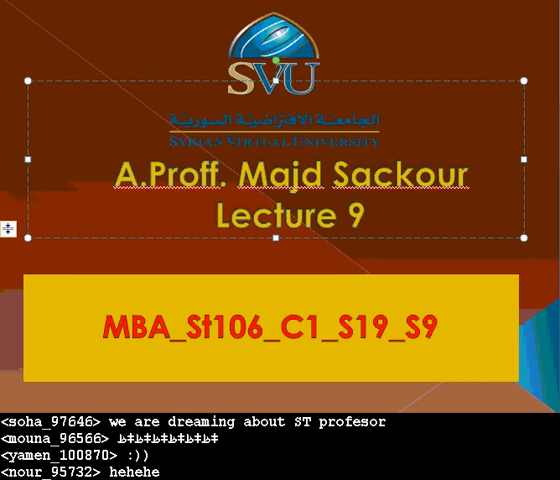 SVU
الجامعة الافتراضية السورية
SYRIAN VIRTUAL UNIVERSITY
A.Proff. Majd Sackour
Lecture 9
MBA_St106_C1_S19_S9
<soha_97646> we are dreaming about ST profesor
<mouna_96566>
<yamen_100870> :))
<nour_95732> hehehe